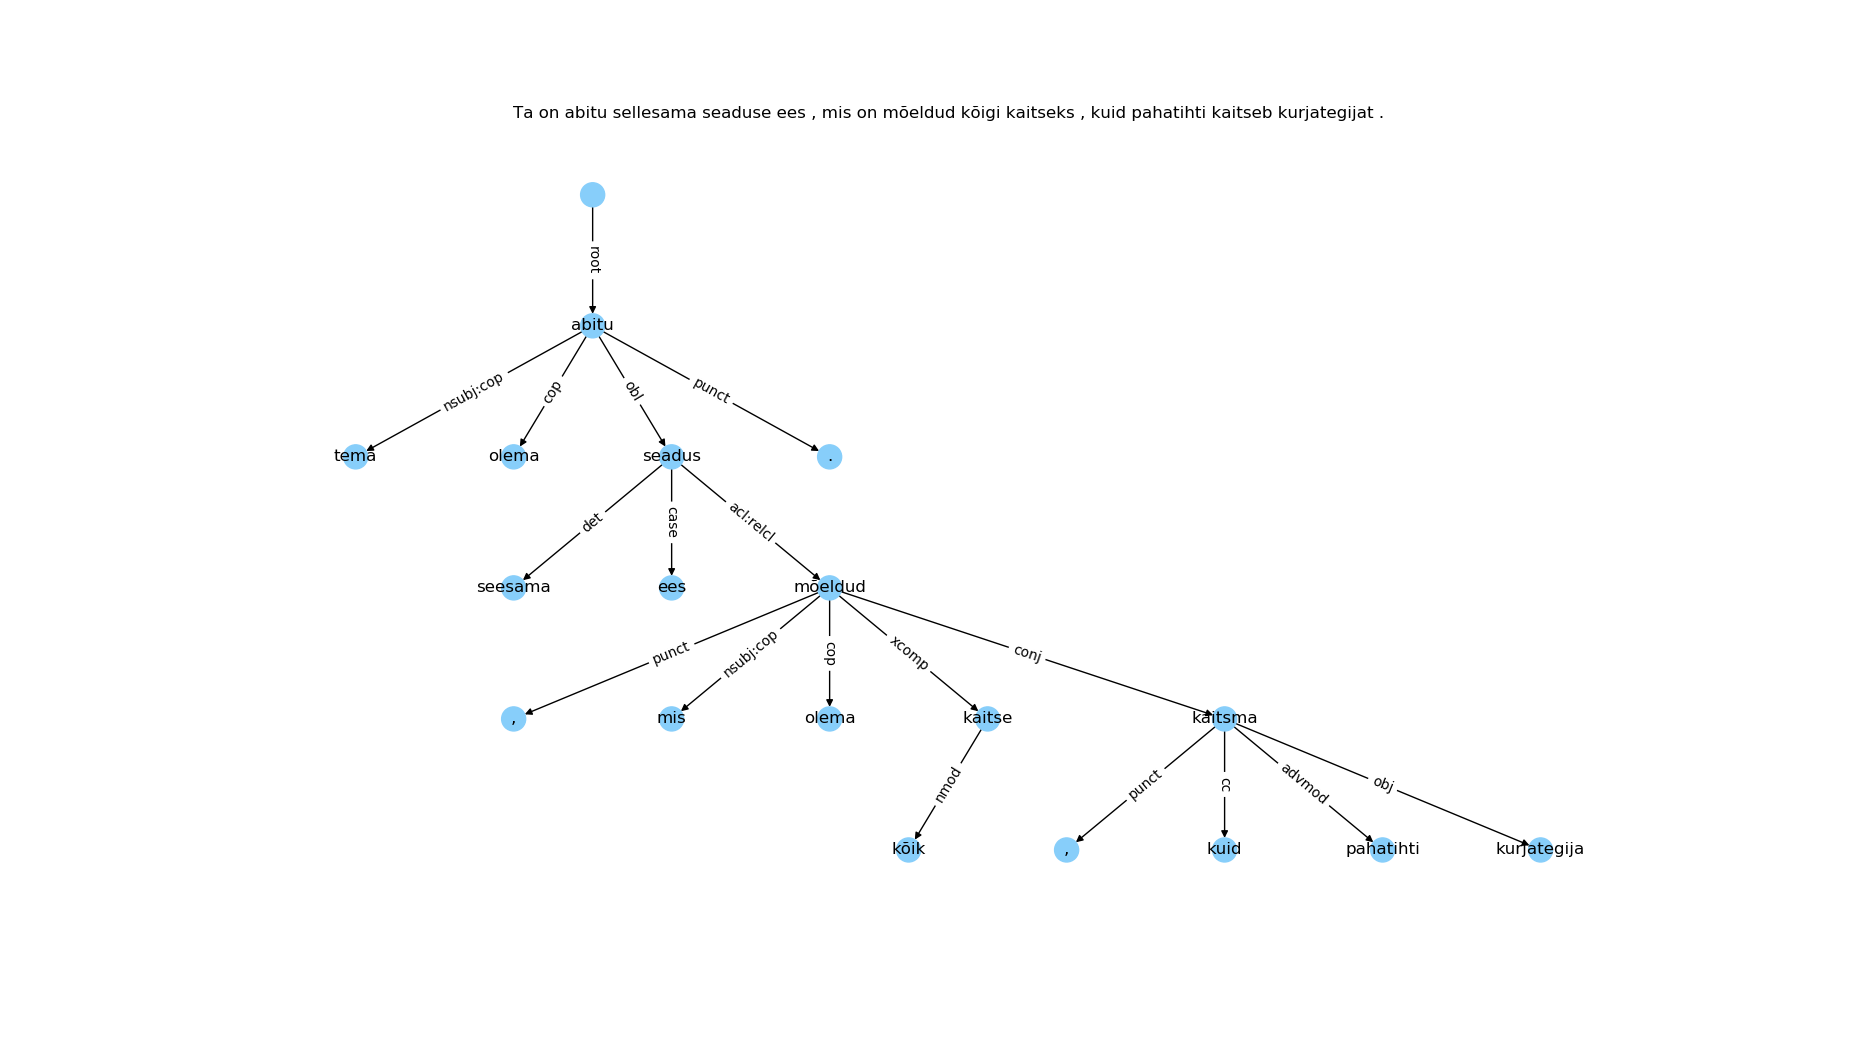 Ta on abitu sellesama seaduse ees , mis on mõeldud kõigi kaitseks , kuid pahatihti kaitseb kurjategijat .
root
abitu
nsubj:cop
cop
obl
punct
tema
olema
seadus
.
det
case
acl:relcl
seesama
ees
mõeldud
punct
nsubj:cop
cop
xcomp
conj
,
mis
olema
kaitse
kaitsma
nmod
punct
cc
advmod
obj
kõik
,
kuid
pahatihti
kurjategija